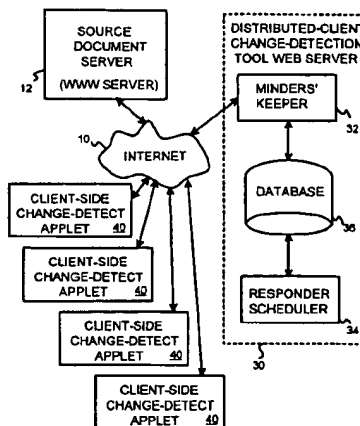 SOURCE
DOCUMENT
SERVER
(WWW SERVER)
12
DISTRIBUTED-CLIENT
CHANGE-DETECTION
TOOL WEB SERVER
MINDERS'
KEEPER
32
10
INTERNET
DATABASE
36
CLIENT-SIDE
CHANGE-DETECT
APPLET 40
CLIENT-SIDE
CHANGE-DETECT
APPLET 40
CLIENT-SIDE
CHANGE-DETECT
APPLET 40
CLIENT-SIDE
CHANGE-DETECT
APPLET 40
RESPONDER
SCHEDULER
34
30